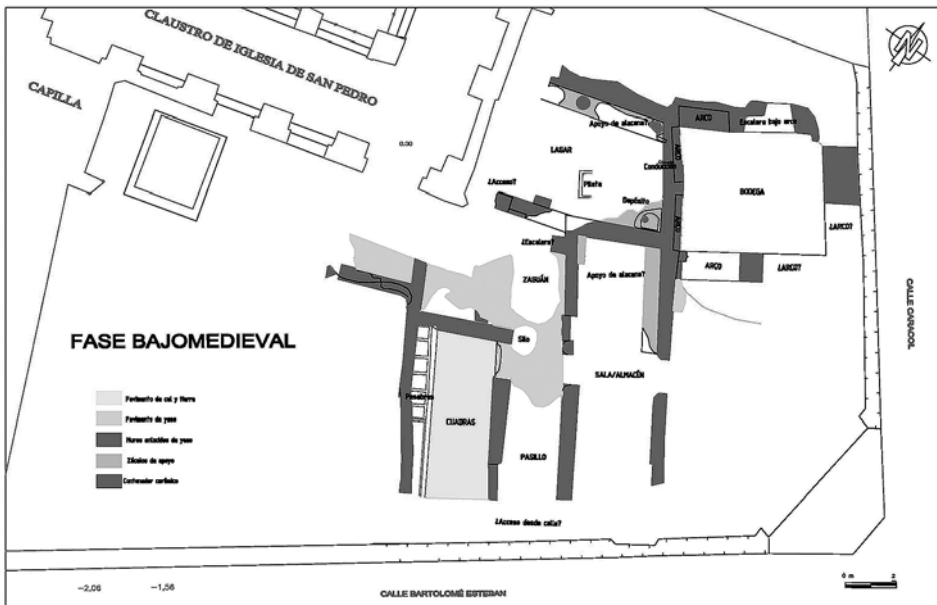 CLAUSTRO DE IGLESIA DE SAN PEDRO
CAPILLA
N
0.00
Apoyo de alacena?
ARCO
Escalera bajo arco
LAGAR
ARCO
Conducción
BODEGA
¿Acceso?
Pileta
Depósito
ARCO
¿ARCO?
¿Escalera?
ZAGUÁN
Apoyo de alacena?
ARCO
¿ARCO?
CALLE CARACOL
FASE BAJOMEDIEVAL
Silo
SALA/ALMACÉN
Pavimento de cal y tierra
Pesebres
Pavimento de yeso
CUADRAS
Muros encofrados de yeso
PASILLO
Zócalos de apoyo
Contenedor cerámico
¿Acceso desde calle?
0 m
2
-2,06
-1,56
CALLE BARTOLOMÉ ESTEBAN